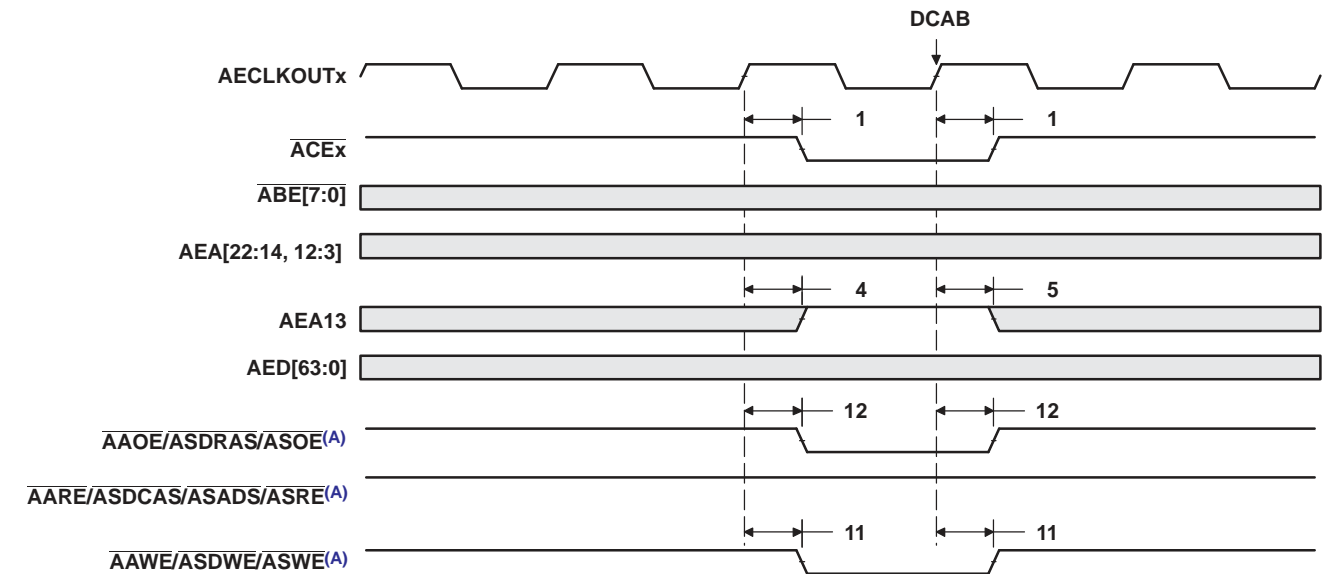 DCAB
AECLKOUTx
1 1
ACEx
ABE[7:0]
AEA[22:14, 12:3]
4 5
AEA13
AED[63:0]
12 12
AAOE/ASDRAS/ASOE(A)
AARE/ASDCAS/ASADS/ASRE(A)
11 11
AAWE/ASDWE/ASWE(A)